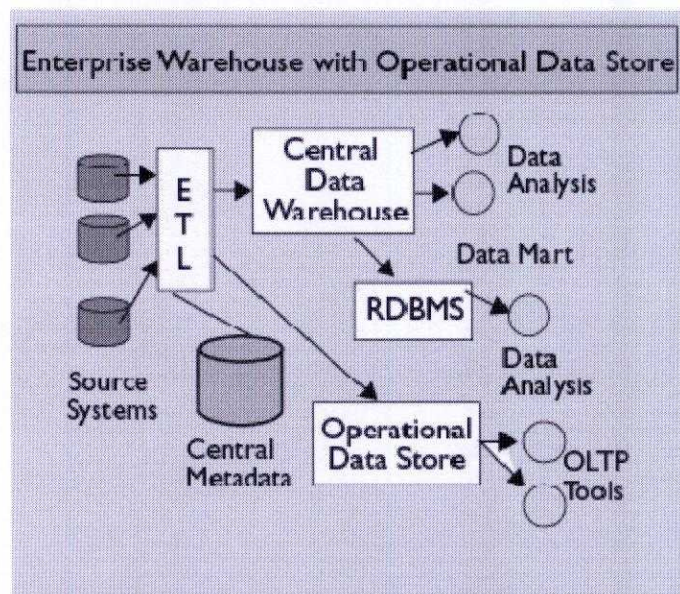 Enterprise Warehouse with Operational Data Store
E
T
L
Central
Data
Warehouse
Data
Analysis
Data Mart
RDBMS
Data
Analysis
Source
Systems
Central
Metadata
Operational
Data Store
OLTP
Tools